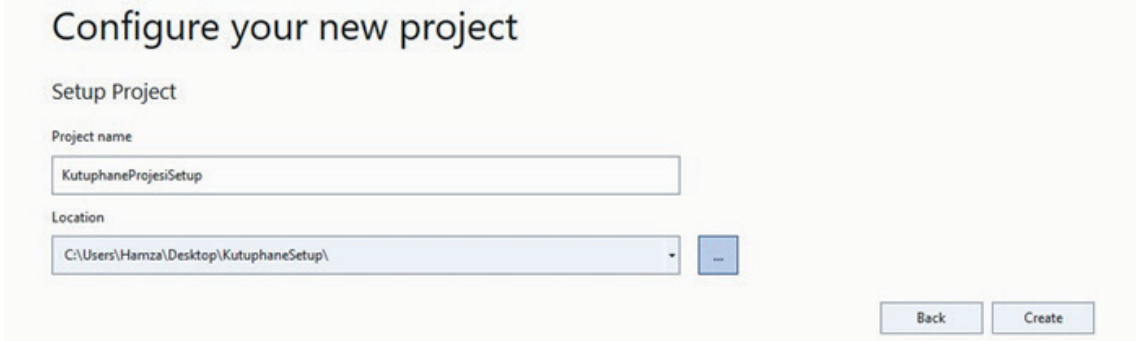 Configure your new project
Setup Project
Project name
KutuphaneProjesiSetup
Location
C:\Users\Hamza\Desktop\KutuphaneSetup\
...
Back Create